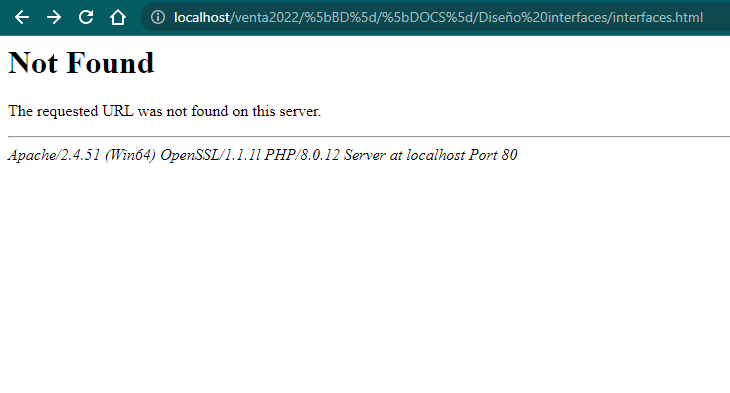 localhost/venta2022/%5bBD%5d/%5bDOCS%5d/Diseño%20interfaces/interfaces.html
Not Found
The requested URL was not found on this server.
Apache/2.4.51 (Win64) OpenSSL/1.1.1l PHP/8.0.12 Server at localhost Port 80